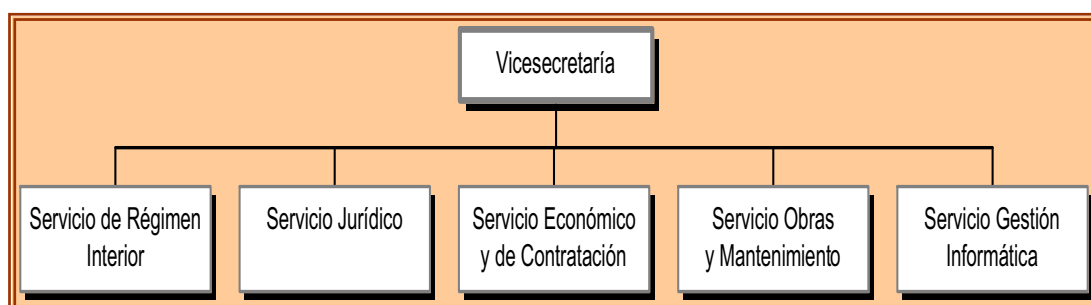 Vicesecretaría
Servicio de Régimen
Interior
Servicio Jurídico
Servicio Económico
y de Contratación
Servicio Obras
y Mantenimiento
Servicio Gestión
Informática